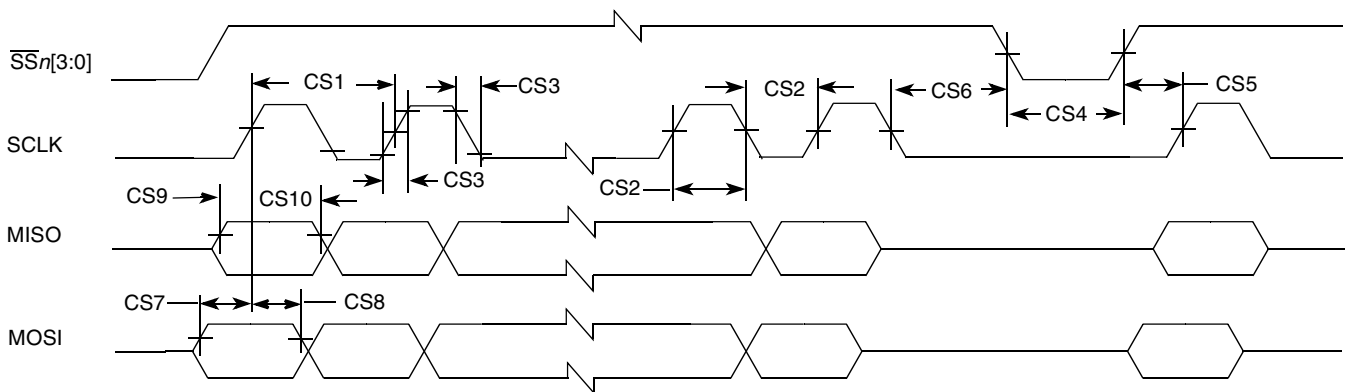 SSn[3:0]
CS1
CS3
CS2
CS6
CS5
CS4
SCLK
CS3
CS2
CS9
CS10
MISO
CS7
CS8
MOSI